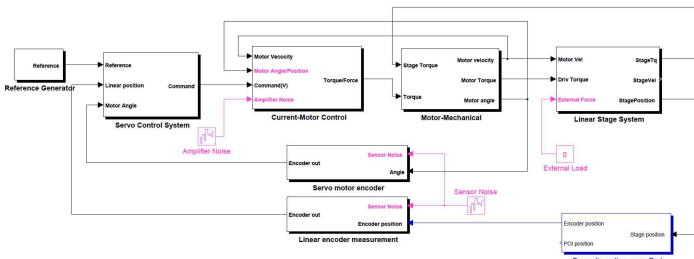 Reference
Reference Generator
Reference
Linear position
Motor Angle
Command
Servo Control System
Motor Veocity
Motor Angle/Position
Command(V)
Amplifier Noise
Torque/Force
Current-Motor Control
Amplifier Noise
Stage Torque
Torque
Motor velocity
Motor Torque
Motor angle
Motor-Mechanical
Motor Vel
Driv Torque
External Force
StageTq
StageVel
StagePosition
Linear Stage System
0
External Load
Encoder out
Sensor Noise
Angle
Servo motor encoder
Sensor Noise
Encoder out
Sensor Noise
Encoder position
Linear encoder measurement
Encoder position
POI position
Stage position